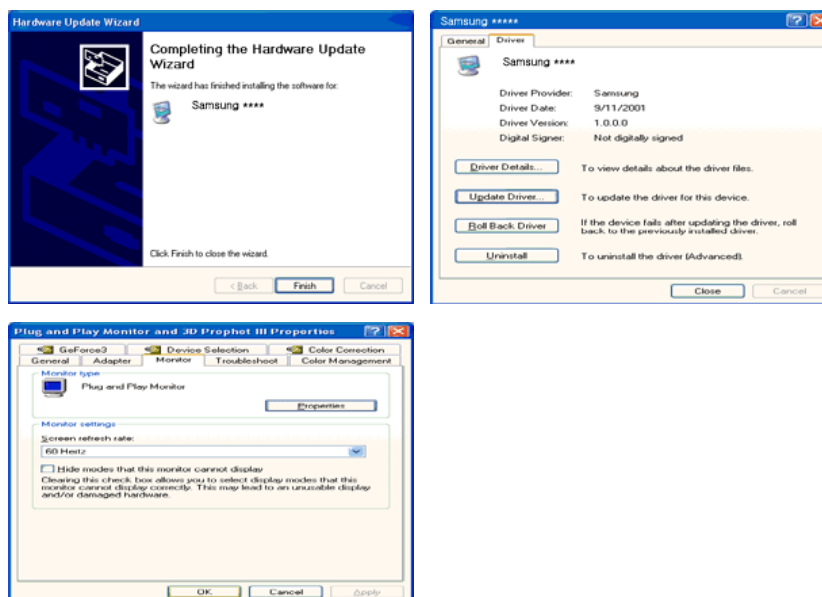 Hardware Update Wizard
Completing the Hardware Update
Wizard
The wizard has finished installing the software for:
Samsung ****
Click Finish to close the wizard.
< Back
Finish
Cancel
Samsung *****
General
Driver
Samsung ****
Driver Provider: Samsung
Driver Date: 9/11/2001
Driver Version: 1.0.0.0
Digital Signer: Not digitally signed
Driver Details... To view details about the driver files.
Update Driver... To update the driver for this device.
Roll Back Driver If the device fails after updating the driver, roll
back to the previously installed driver.
Uninstall To uninstall the driver (Advanced).
Close
Cancel
Plug and Play Monitor and 3D Prophet III Properties
GeForce3
Device Selection
Color Correction
General
Adapter
Monitor
Troubleshoot
Color Management
Monitor type
Plug and Play Monitor
Properties
Monitor settings
Screen refresh rate:
60 Hertz
Hide modes that this monitor cannot display
Clearing this check box allows you to select display modes that this
monitor cannot display correctly. This may lead to an unusable display
and/or damaged hardware.
OK
Cancel
Apply